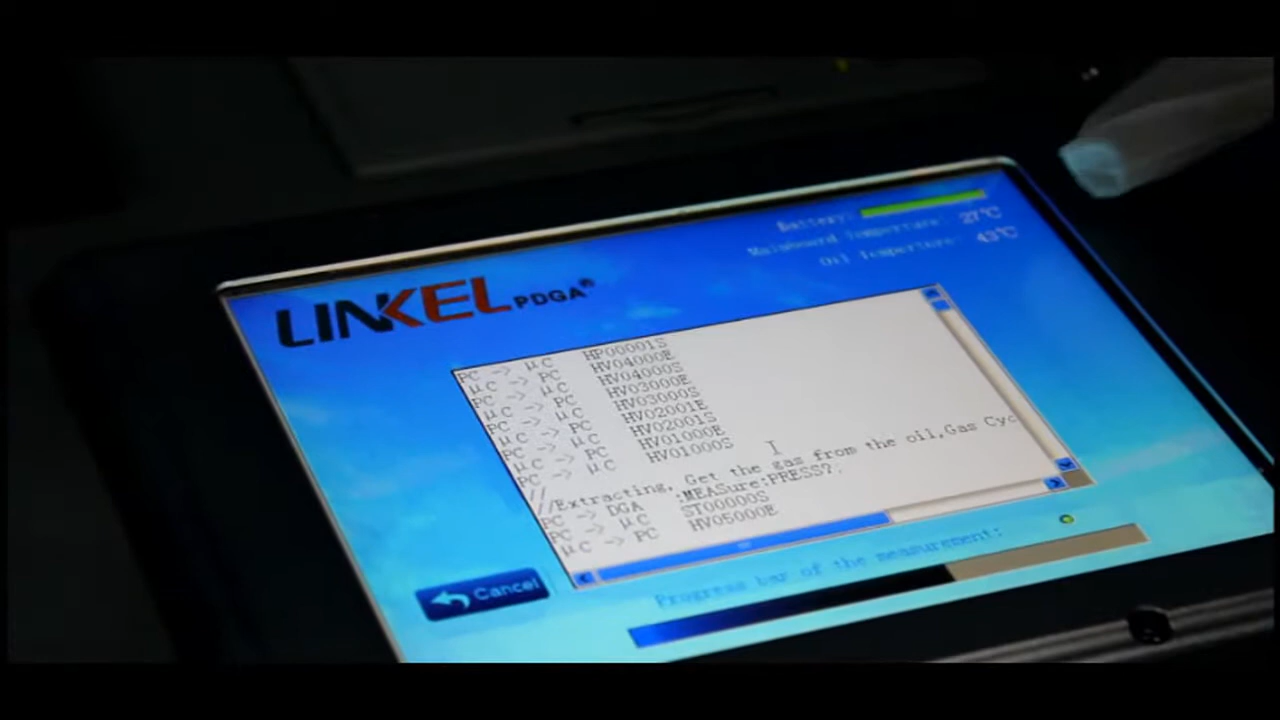 Battery:
Mainboard Temperture: 27℃
Oil Temperture: 43℃
LINKEL PDGA®
PC -> μC HP00001S
μC -> PC HV04000E
PC -> μC HV04000S
μC -> PC HV03000E
PC -> μC HV03000S
μC -> PC HV02001E
PC -> μC HV02001S
μC -> PC HV01000E
PC -> μC HV01000S
//
//Extracting, Get the gas from the oil,Gas Cyc
PC -> DGA :MEASure:PRESS?;
PC -> μC ST00000S
μC -> PC HV05000E
Progress bar of the measurement:
Cancel